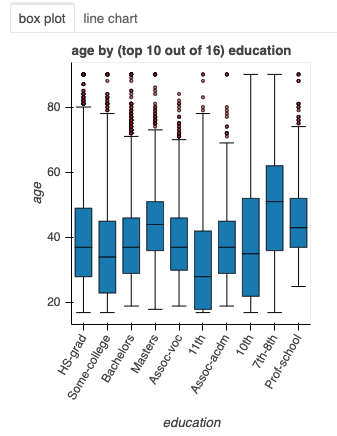 box plot
line chart
age by (top 10 out of 16) education
age
80
60
40
20
HS-grad
Some-college
Bachelors
Masters
Assoc-voc
11th
Assoc-acdm
10th
7th-8th
Prof-school
education